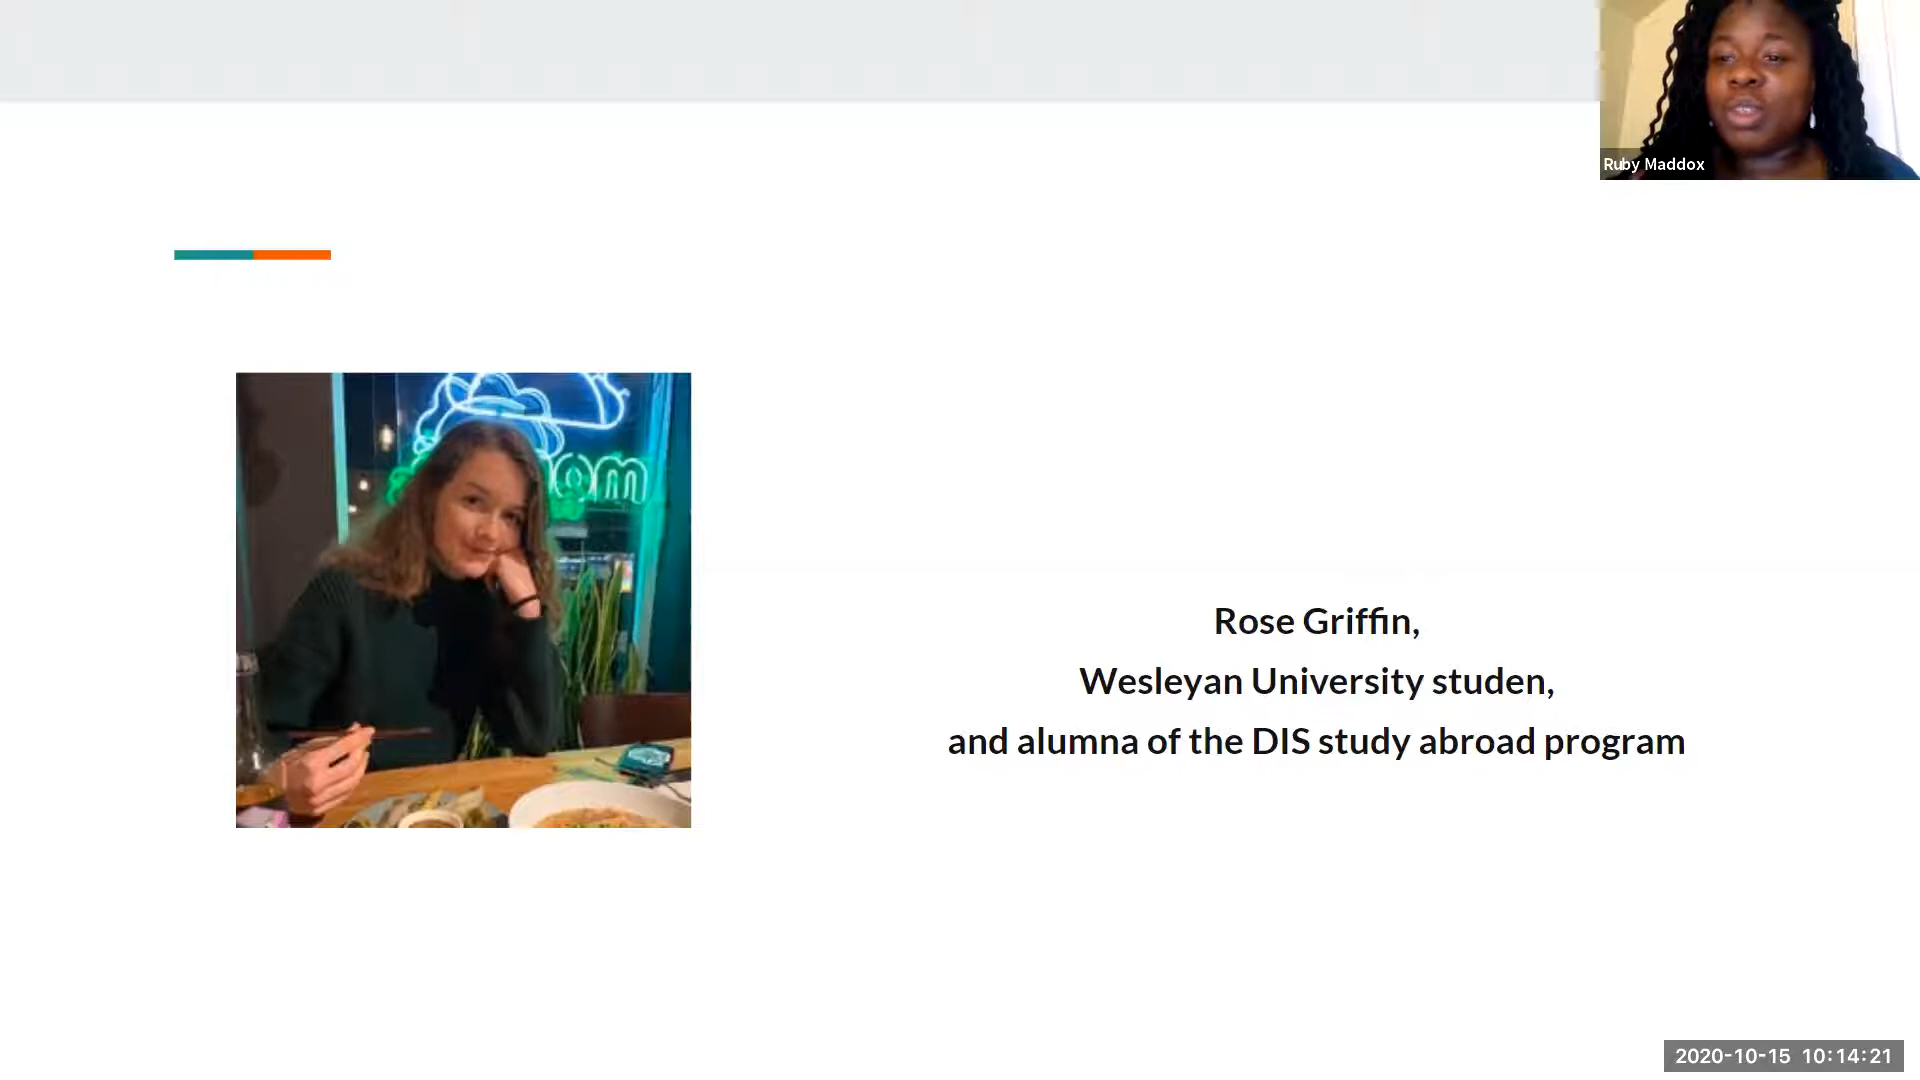 Ruby Maddox
Rose Griffin,
Wesleyan University studen,
and alumna of the DIS study abroad program
2020-10-15 10:14:21